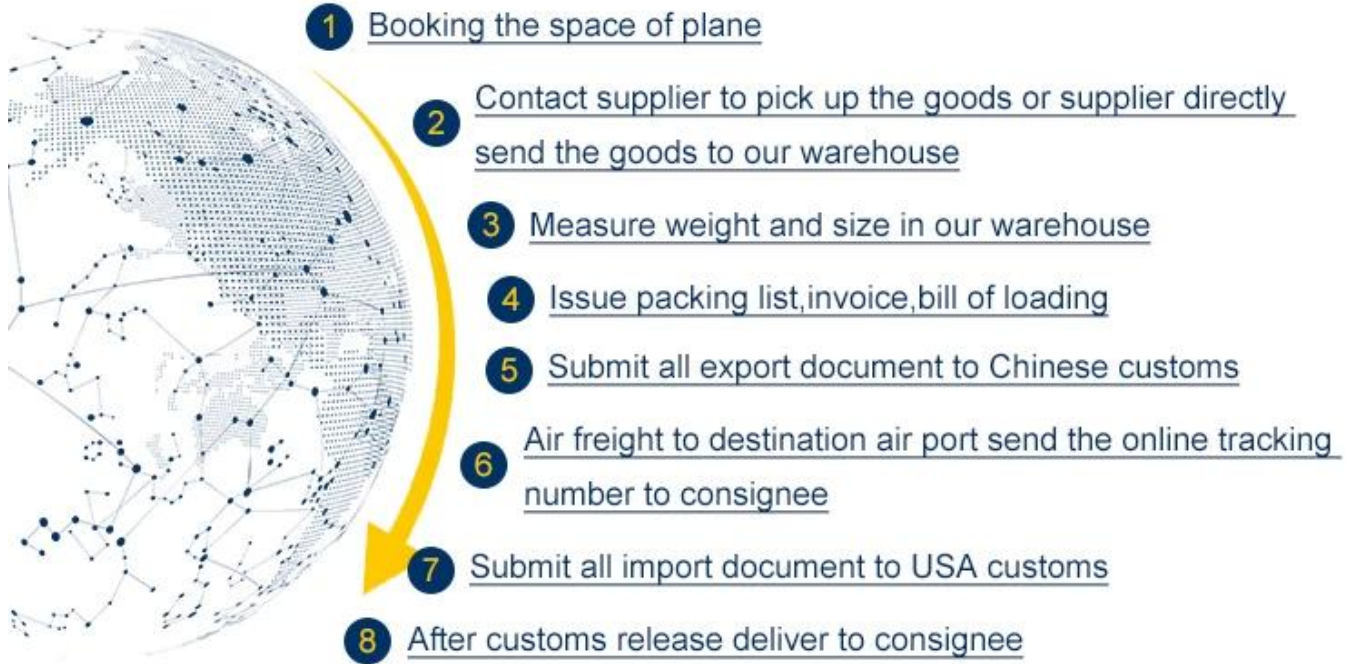 1 Booking the space of plane
2 Contact supplier to pick up the goods or supplier directly
send the goods to our warehouse
3 Measure weight and size in our warehouse
4 Issue packing list,invoice,bill of loading
5 Submit all export document to Chinese customs
6 Air freight to destination air port send the online tracking
number to consignee
7 Submit all import document to USA customs
8 After customs release deliver to consignee